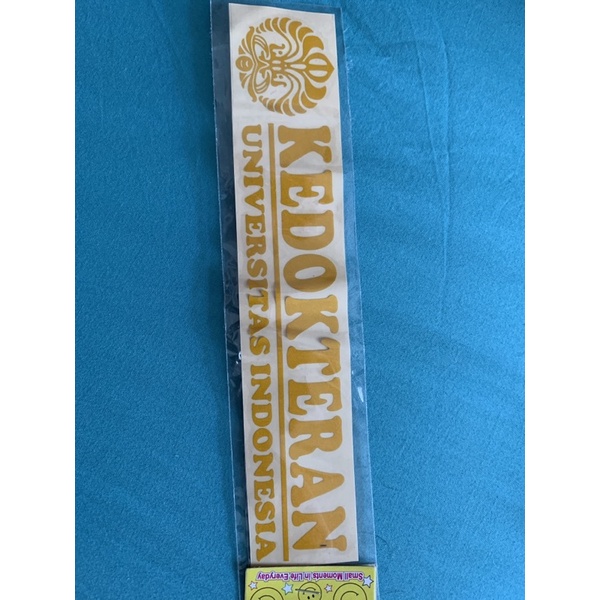 KEDOKTERAN
UNIVERSITAS INDONESIA
Small Moments in Life Everyday